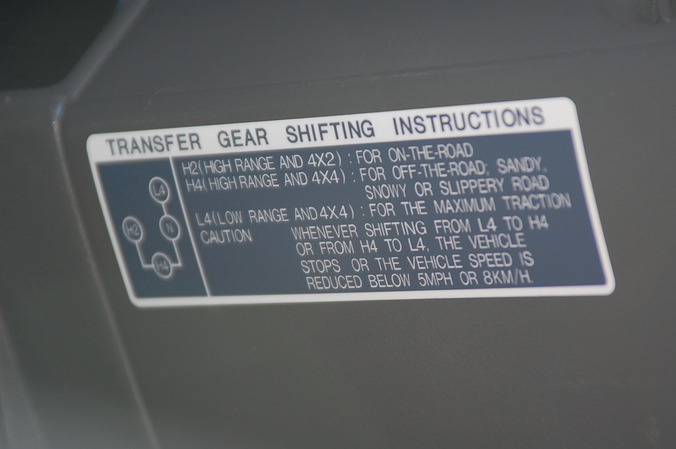 TRANSFER GEAR SHIFTING INSTRUCTIONS
H2(HIGH RANGE AND 4X2) : FOR ON-THE-ROAD
H4(HIGH RANGE AND 4X4) : FOR OFF-THE-ROAD, SANDY,
SNOWY OR SLIPPERY ROAD
L4(LOW RANGE AND 4X4) : FOR THE MAXIMUM TRACTION
CAUTION WHENEVER SHIFTING FROM L4 TO H4
OR FROM H4 TO L4, THE VEHICLE
STOPS OR THE VEHICLE SPEED IS
REDUCED BELOW 5MPH OR 8KM/H.
L4
H2 N
H4